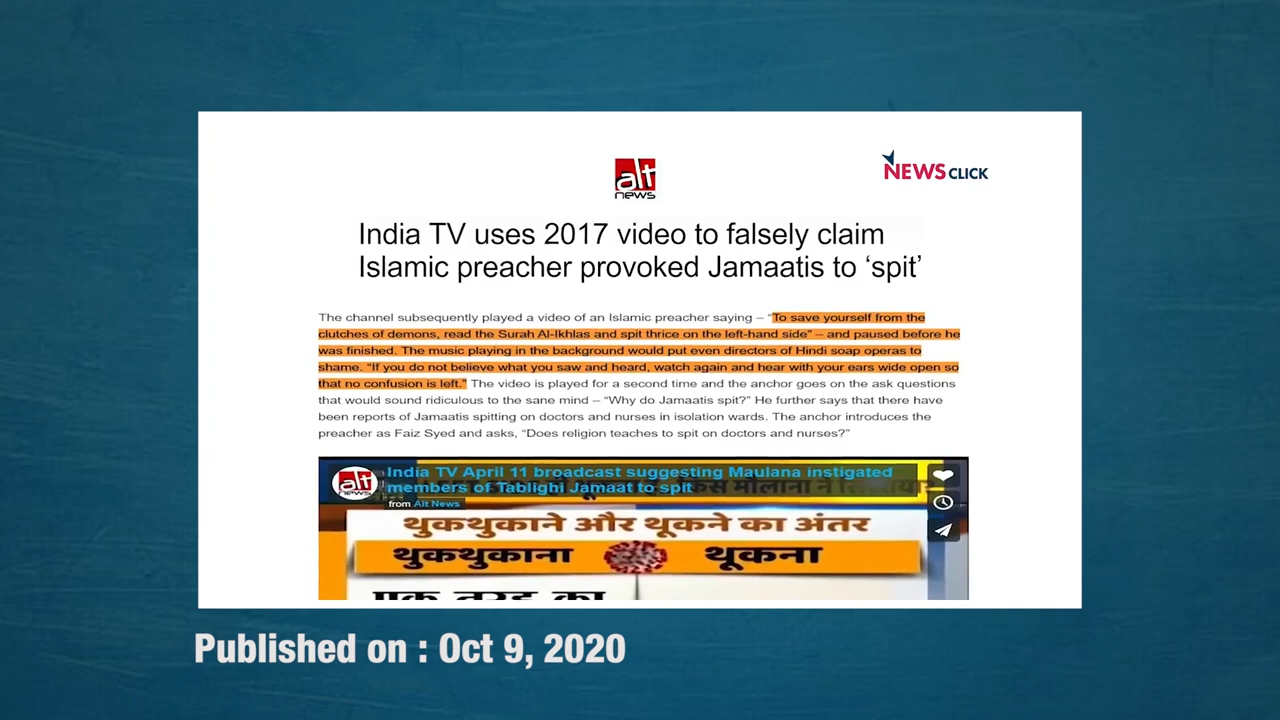 alt
news
NEWSCLICK
India TV uses 2017 video to falsely claim
Islamic preacher provoked Jamaatis to ‘spit’
The channel subsequently played a video of an Islamic preacher saying – “To save yourself from the
clutches of demons, read the Surah Al-Ikhlas and spit thrice on the left-hand side” – and paused before he
was finished. The music playing in the background would put even directors of Hindi soap operas to
shame. “If you do not believe what you saw and heard, watch again and hear with your ears wide open so
that no confusion is left.” The video is played for a second time and the anchor goes on the ask questions
that would sound ridiculous to the sane mind – “Why do Jamaatis spit?” He further says that there have
been reports of Jamaatis spitting on doctors and nurses in isolation wards. The anchor introduces the
preacher as Faiz Syed and asks, “Does religion teaches to spit on doctors and nurses?”
alt
news
India TV April 11 broadcast suggesting Maulana instigated
members of Tablighi Jamaat to spit
from Alt News
थुकथुकाने और थूकने का अंतर
थुकथुकाना थूकना
एक तरह का
Published on : Oct 9, 2020